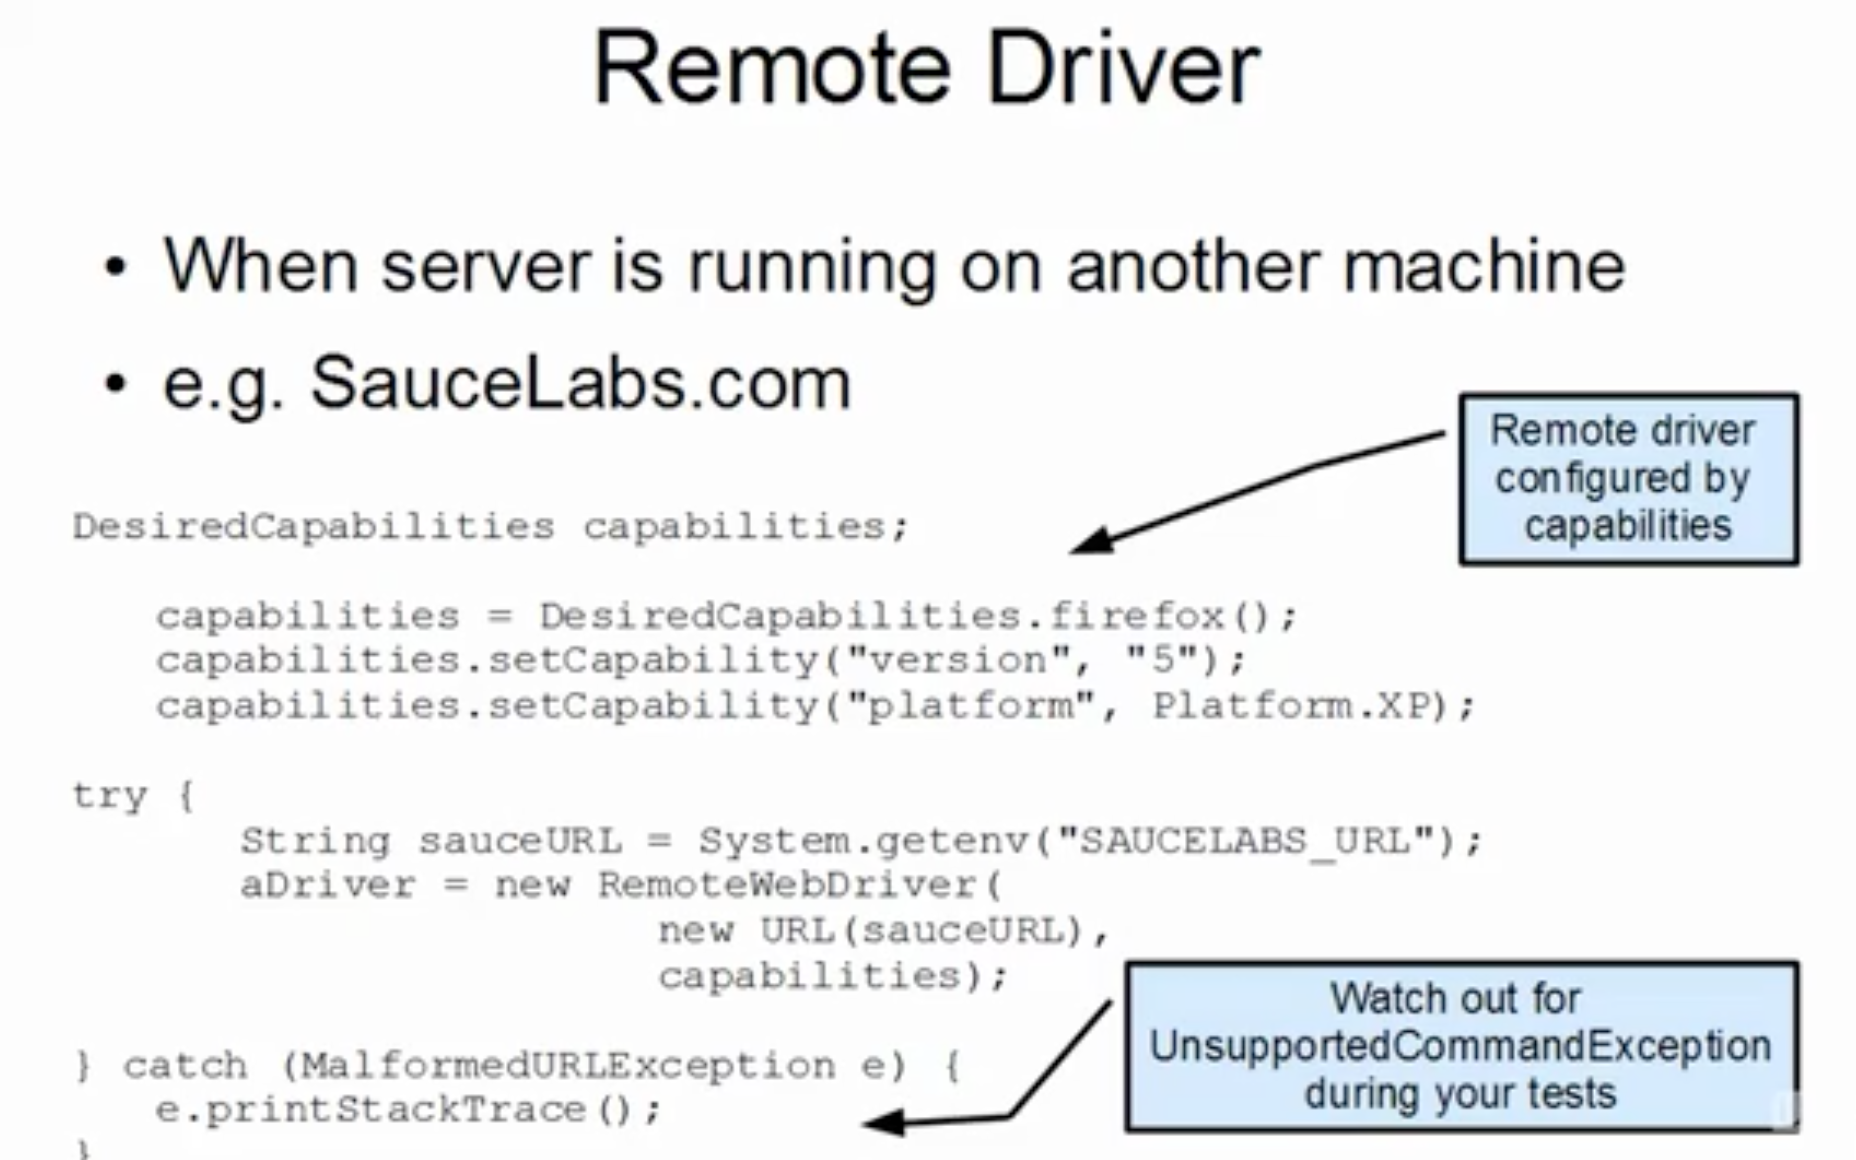 Remote Driver
• When server is running on another machine
• e.g. SauceLabs.com
Remote driver
configured by
capabilities
DesiredCapabilities capabilities;
capabilities = DesiredCapabilities.firefox();
capabilities.setCapability("version", "5");
capabilities.setCapability("platform", Platform.XP);
try {
String sauceURL = System.getenv("SAUCELABS_URL");
aDriver = new RemoteWebDriver(
new URL(sauceURL),
capabilities);
Watch out for
UnsupportedCommandException
during your tests
} catch (MalformedURLException e) {
e.printStackTrace();
}